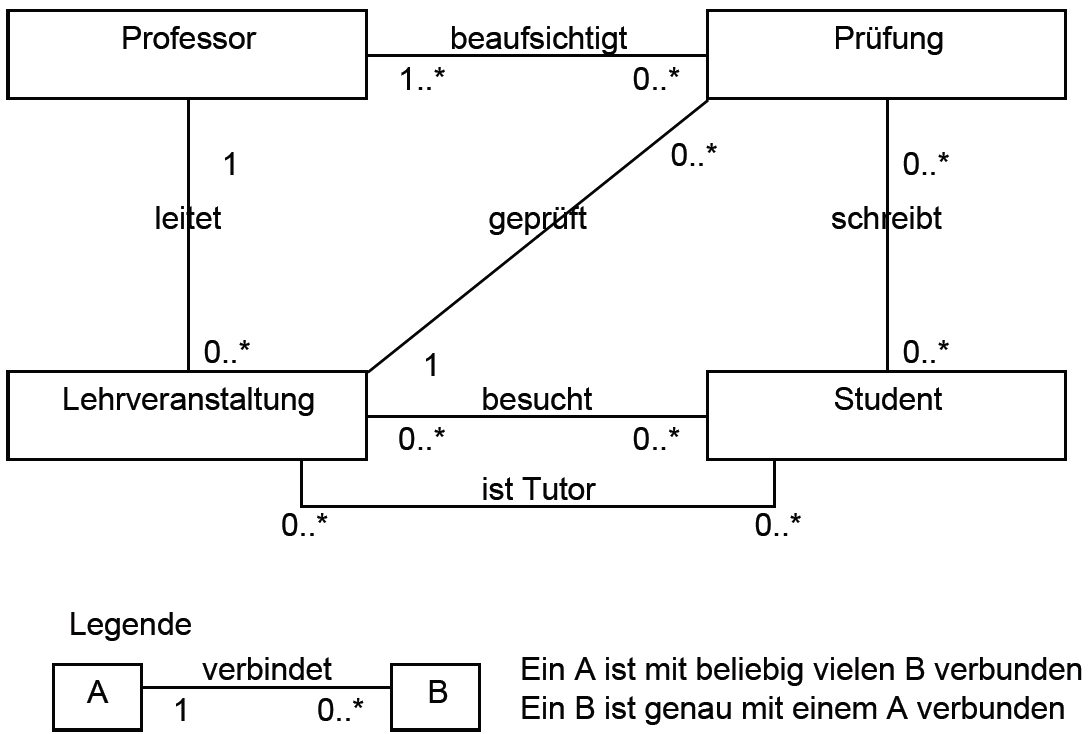 Professor
beaufsichtigt
Prüfung
1..*
0..*
1
0..*
0..*
leitet
geprüft
schreibt
0..*
1
0..*
Lehrveranstaltung
besucht
Student
0..*
0..*
ist Tutor
0..*
0..*
Legende
A
verbindet
B
1
0..*
Ein A ist mit beliebig vielen B verbunden
Ein B ist genau mit einem A verbunden